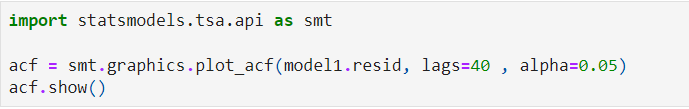 import statsmodels.tsa.api as smt
acf = smt.graphics.plot_acf(model1.resid, lags=40 , alpha=0.05)
acf.show()